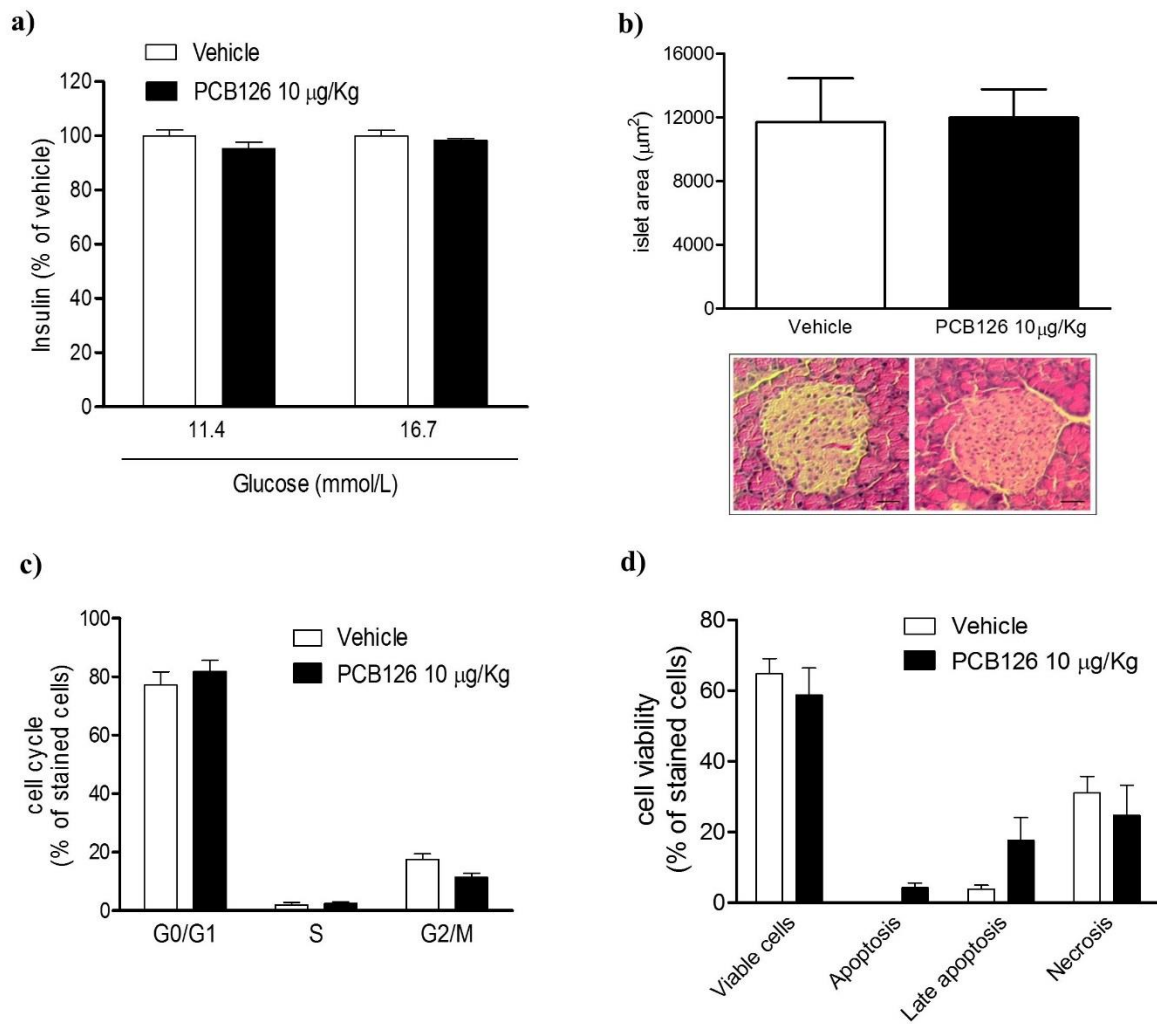 a)
Vehicle
PCB126 10 μg/Kg
120
100
80
60
40
20
0
Insulin (% of vehicle)
11.4
16.7
Glucose (mmol/L)
b)
16000
12000
8000
4000
0
islet area (μm²)
Vehicle
PCB126 10μg/Kg
c)
100
80
60
40
20
0
cell cycle
(% of stained cells)
Vehicle
PCB126 10 μg/Kg
G0/G1
S
G2/M
d)
80
60
40
20
0
cell viability
(% of stained cells)
Vehicle
PCB126 10 μg/Kg
Viable cells
Apoptosis
Late apoptosis
Necrosis